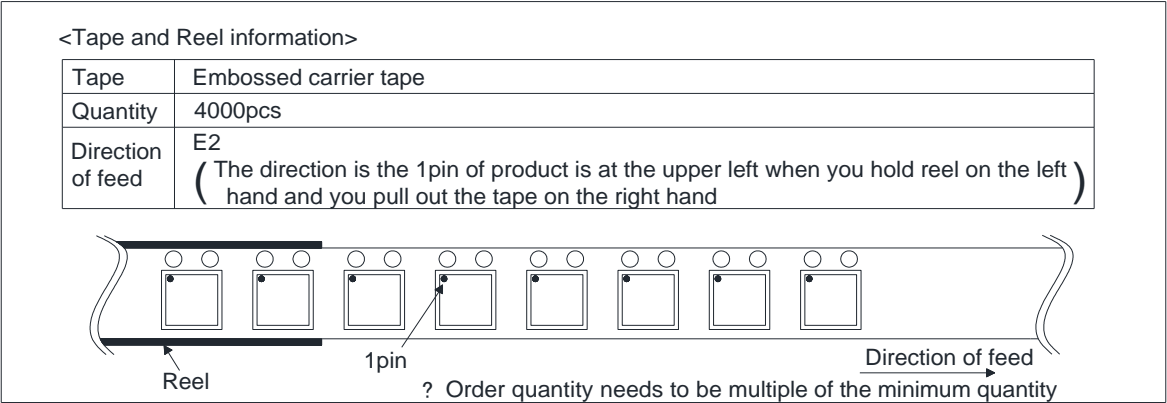 <Tape and Reel information>
Tape Embossed carrier tape
Quantity 4000pcs
Direction of feed E2
( The direction is the 1pin of product is at the upper left when you hold reel on the left
hand and you pull out the tape on the right hand )
Reel
1pin
Direction of feed
? Order quantity needs to be multiple of the minimum quantity